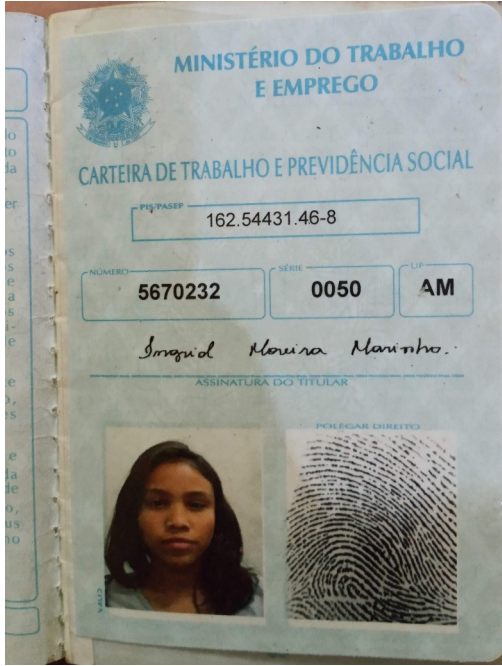 MINISTÉRIO DO TRABALHO
E EMPREGO
CARTEIRA DE TRABALHO E PREVIDÊNCIA SOCIAL
PIS/PASEP
162.54431.46-8
NÚMERO SÉRIE UF
5670232 0050 AM
Ingrid Moreira Marinho.
ASSINATURA DO TITULAR
POLEGAR DIREITO